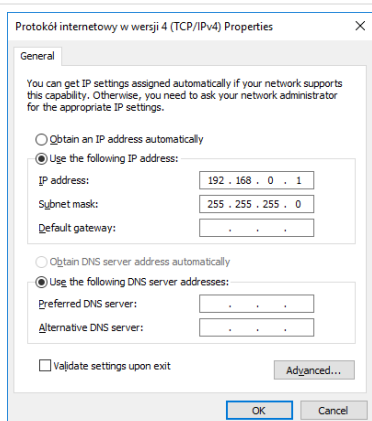 Protokół internetowy w wersji 4 (TCP/IPv4) Properties
General
You can get IP settings assigned automatically if your network supports
this capability. Otherwise, you need to ask your network administrator
for the appropriate IP settings.
Obtain an IP address automatically
Use the following IP address:
IP address: 192 . 168 . 0 . 1
Subnet mask: 255 . 255 . 255 . 0
Default gateway: . . .
Obtain DNS server address automatically
Use the following DNS server addresses:
Preferred DNS server: . . .
Alternative DNS server: . . .
Validate settings upon exit
Advanced...
OK Cancel